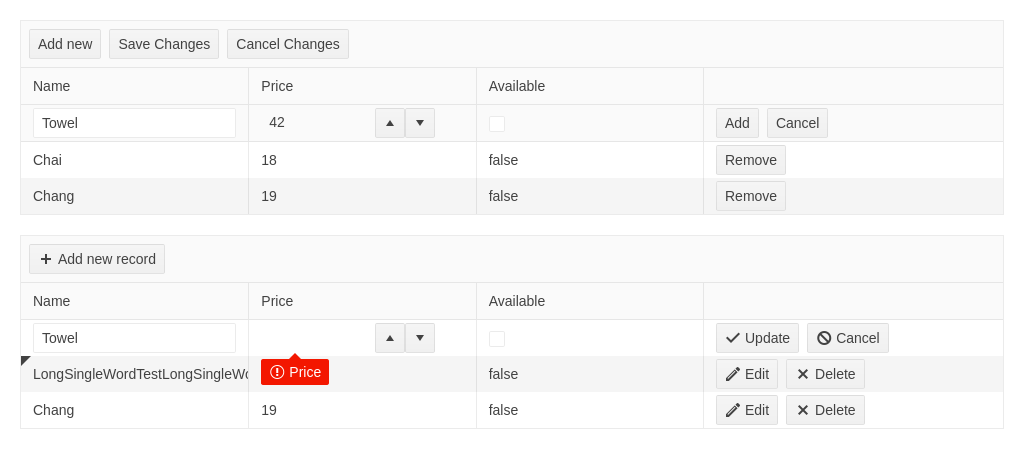 Add new Save Changes Cancel Changes
Name Price Available
Towel 42 Add Cancel
Chai 18 false Remove
Chang 19 false Remove
Add new record
Name Price Available
Towel Update Cancel
LongSingleWordTestLongSingleWo Price false Edit Delete
Chang 19 false Edit Delete